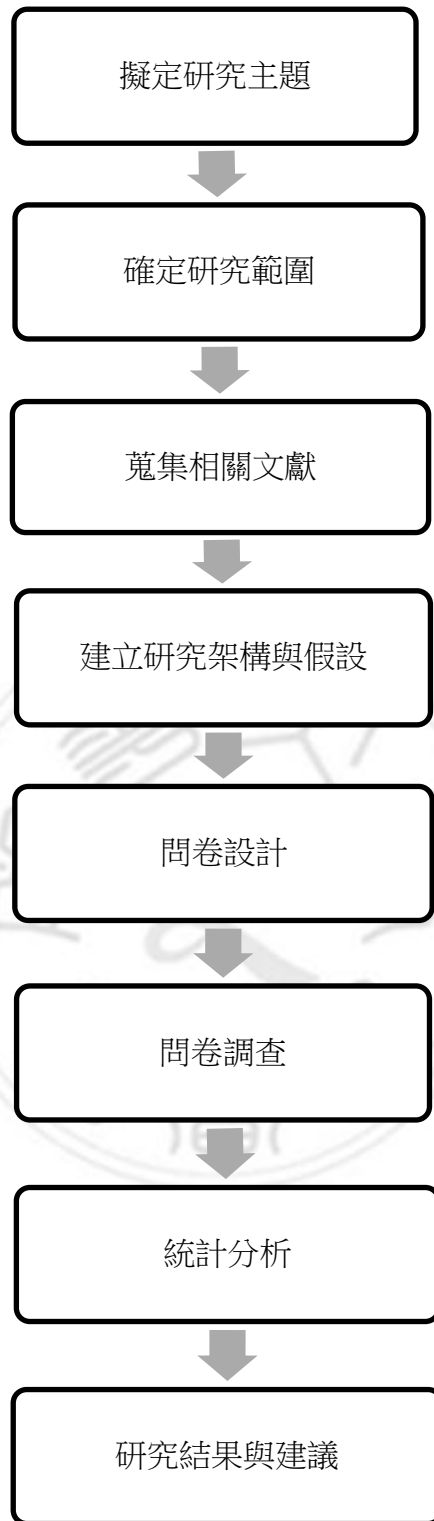 擬定研究主題
確定研究範圍
蒐集相關文獻
建立研究架構與假設
問卷設計
問卷調查
統計分析
研究結果與建議